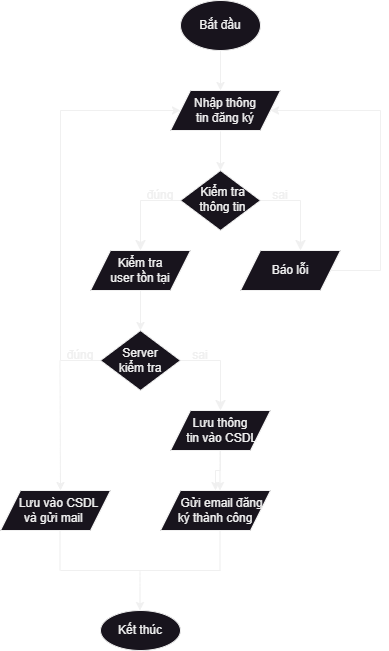 Bắt đầu
Nhập thông
tin đăng ký
Kiểm tra
thông tin
đúng
sai
Kiểm tra
user tồn tại
Báo lỗi
đúng
Server
kiểm tra
sai
Lưu thông
tin vào CSDL
Lưu vào CSDL
và gửi mail
Gửi email đăng
ký thành công
Kết thúc